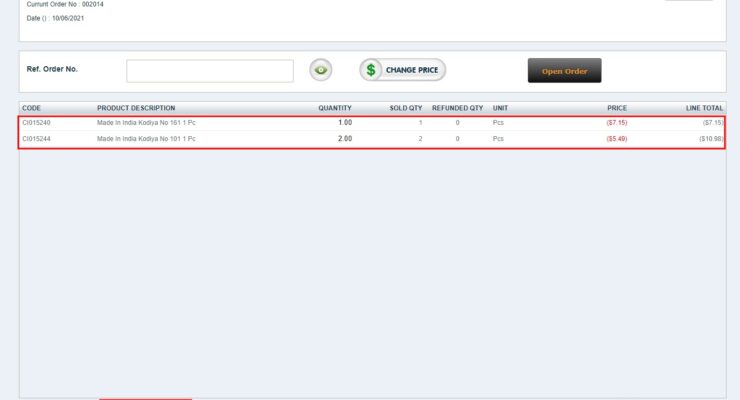 Currunt Order No : 002014
Date () : 10/06/2021
Ref. Order No.
CHANGE PRICE
Open Order
CODE PRODUCT DESCRIPTION QUANTITY SOLD QTY REFUNDED QTY UNIT PRICE LINE TOTAL
CI015240 Made In India Kodiya No 161 1 Pc 1.00 1 0 Pcs ($7.15) ($7.15)
CI015244 Made In India Kodiya No 101 1 Pc 2.00 2 0 Pcs ($5.49) ($10.98)